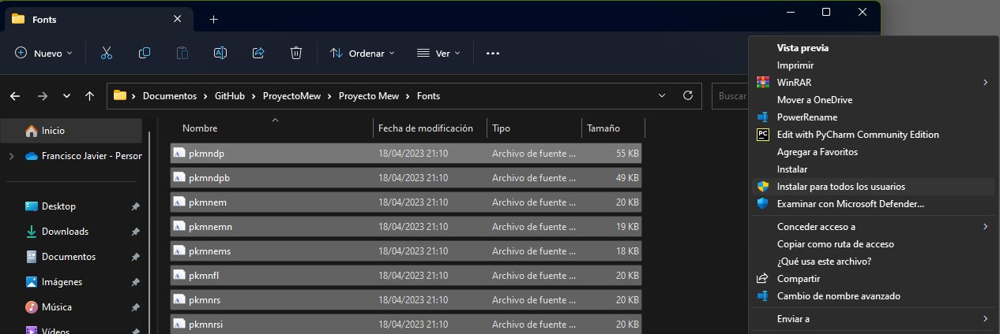 Fonts
Nuevo
Ordenar
Ver
Documentos > GitHub > ProyectoMew > Proyecto Mew > Fonts
Buscar
Inicio
Francisco Javier - Person
Desktop
Downloads
Documentos
Imágenes
Música
Vídeos
Nombre Fecha de modificación Tipo Tamaño
pkmndp 18/04/2023 21:10 Archivo de fuente ... 55 KB
pkmndpb 18/04/2023 21:10 Archivo de fuente ... 49 KB
pkmnem 18/04/2023 21:10 Archivo de fuente ... 20 KB
pkmnemn 18/04/2023 21:10 Archivo de fuente ... 19 KB
pkmnems 18/04/2023 21:10 Archivo de fuente ... 18 KB
pkmnfl 18/04/2023 21:10 Archivo de fuente ... 20 KB
pkmnrs 18/04/2023 21:10 Archivo de fuente ... 20 KB
pkmnrsi 18/04/2023 21:10 Archivo de fuente ... 20 KB
Vista previa
Imprimir
WinRAR
Mover a OneDrive
PowerRename
PC Edit with PyCharm Community Edition
Agregar a Favoritos
Instalar
Instalar para todos los usuarios
Examinar con Microsoft Defender...
Conceder acceso a
Copiar como ruta de acceso
¿Qué usa este archivo?
Compartir
Cambio de nombre avanzado
Enviar a